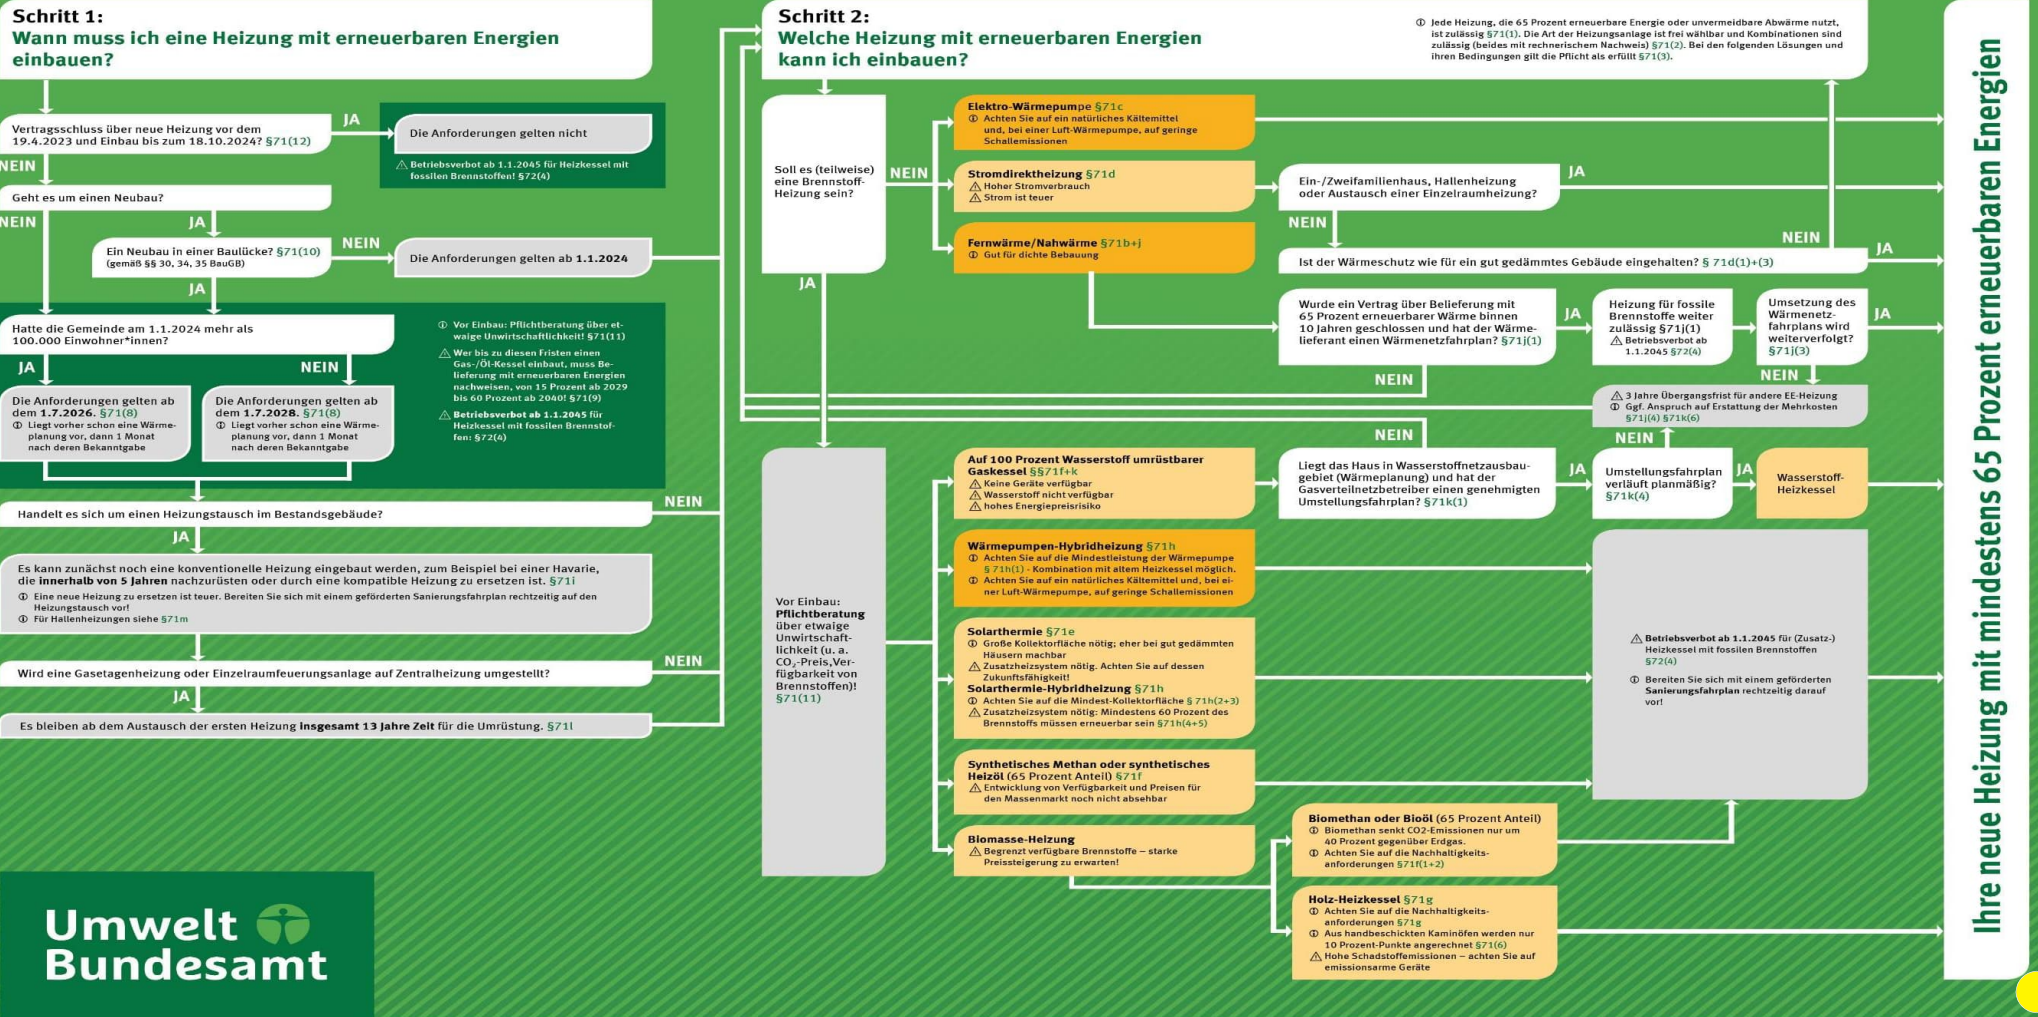 Schritt 1:
Wann muss ich eine Heizung mit erneuerbaren Energien
einbauen?
Vertragsschluss über neue Heizung vor dem
19.4.2023 und Einbau bis zum 18.10.2024? §71(12)
JA
Die Anforderungen gelten nicht
⚠ Betriebsverbot ab 1.1.2045 für Heizkessel mit
fossilen Brennstoffen! §72(4)
NEIN
Geht es um einen Neubau?
NEIN
JA
Ein Neubau in einer Baulücke? §71(10)
(gemäß §§ 30, 34, 35 BauGB)
NEIN
Die Anforderungen gelten ab 1.1.2024
JA
Hatte die Gemeinde am 1.1.2024 mehr als
100.000 Einwohner*innen?
JA
NEIN
Die Anforderungen gelten ab
dem 1.7.2026. §71(8)
① Liegt vorher schon eine Wärme-
planung vor, dann 1 Monat
nach deren Bekanntgabe
Die Anforderungen gelten ab
dem 1.7.2028. §71(8)
① Liegt vorher schon eine Wärme-
planung vor, dann 1 Monat
nach deren Bekanntgabe
① Vor Einbau: Pflichtberatung über et-
waige Unwirtschaftlichkeit! §71(11)
⚠ Wer bis zu diesen Fristen einen
Gas-/Öl-Kessel einbaut, muss Be-
lieferung mit erneuerbaren Energien
nachweisen, von 15 Prozent ab 2029
bis 60 Prozent ab 2040! §71(9)
⚠ Betriebsverbot ab 1.1.2045 für
Heizkessel mit fossilen Brennstof-
fen: §72(4)
Handelt es sich um einen Heizungstausch im Bestandsgebäude?
NEIN
JA
Es kann zunächst noch eine konventionelle Heizung eingebaut werden, zum Beispiel bei einer Havarie,
die innerhalb von 5 Jahren nachzurüsten oder durch eine kompatible Heizung zu ersetzen ist. §71i
① Eine neue Heizung zu ersetzen ist teuer. Bereiten Sie sich mit einem geförderten Sanierungsfahrplan rechtzeitig auf den
Heizungstausch vor!
① Für Hallenheizungen siehe §71m
Wird eine Gasetagenheizung oder Einzelraumfeuerungsanlage auf Zentralheizung umgestellt?
NEIN
JA
Es bleiben ab dem Austausch der ersten Heizung insgesamt 13 Jahre Zeit für die Umrüstung. §71l
Umwelt
Bundesamt
Schritt 2:
Welche Heizung mit erneuerbaren Energien
kann ich einbauen?
① Jede Heizung, die 65 Prozent erneuerbare Energie oder unvermeidbare Abwärme nutzt,
ist zulässig §71(1). Die Art der Heizungsanlage ist frei wählbar und Kombinationen sind
zulässig (beides mit rechnerischem Nachweis) §71(2). Bei den folgenden Lösungen und
ihren Bedingungen gilt die Pflicht als erfüllt §71(3).
Soll es (teilweise)
eine Brennstoff-
Heizung sein?
NEIN
JA
Elektro-Wärmepumpe §71c
① Achten Sie auf ein natürliches Kältemittel
und, bei einer Luft-Wärmepumpe, auf geringe
Schallemissionen
Stromdirektheizung §71d
⚠ Hoher Stromverbrauch
⚠ Strom ist teuer
Ein-/Zweifamilienhaus, Hallenheizung
oder Austausch einer Einzelraumheizung?
JA
NEIN
Ist der Wärmeschutz wie für ein gut gedämmtes Gebäude eingehalten? § 71d(1)+(3)
NEIN
JA
Fernwärme/Nahwärme §71b+j
① Gut für dichte Bebauung
Wurde ein Vertrag über Belieferung mit
65 Prozent erneuerbarer Wärme binnen
10 Jahren geschlossen und hat der Wärme-
lieferant einen Wärmenetzfahrplan? §71j(1)
JA
Heizung für fossile
Brennstoffe weiter
zulässig §71j(1)
⚠ Betriebsverbot ab
1.1.2045 §72(4)
Umsetzung des
Wärmenetz-
fahrplans wird
weiterverfolgt?
§71j(3)
JA
NEIN
NEIN
⚠ 3 Jahre Übergangsfrist für andere EE-Heizung
① Ggf. Anspruch auf Erstattung der Mehrkosten
§71j(4) §71k(6)
NEIN
NEIN
Vor Einbau:
Pflichtberatung
über etwaige
Unwirtschaft-
lichkeit (u. a.
CO₂-Preis,Ver-
fügbarkeit von
Brennstoffen)!
§71(11)
Auf 100 Prozent Wasserstoff umrüstbarer
Gaskessel §§71f+k
⚠ Keine Geräte verfügbar
⚠ Wasserstoff nicht verfügbar
⚠ hohes Energiepreisrisiko
Liegt das Haus in Wasserstoffnetzausbau-
gebiet (Wärmeplanung) und hat der
Gasverteilnetzbetreiber einen genehmigten
Umstellungsfahrplan? §71k(1)
JA
Umstellungsfahrplan
verläuft planmäßig?
§71k(4)
JA
Wasserstoff-
Heizkessel
Wärmepumpen-Hybridheizung §71h
① Achten Sie auf die Mindestleistung der Wärmepumpe
§ 71h(1) - Kombination mit altem Heizkessel möglich.
① Achten Sie auf ein natürliches Kältemittel und, bei ei-
ner Luft-Wärmepumpe, auf geringe Schallemissionen
Solarthermie §71e
① Große Kollektorfläche nötig; eher bei gut gedämmten
Häusern machbar
⚠ Zusatzheizsystem nötig. Achten Sie auf dessen
Zukunftsfähigkeit!
Solarthermie-Hybridheizung §71h
① Achten Sie auf die Mindest-Kollektorfläche § 71h(2+3)
⚠ Zusatzheizsystem nötig: Mindestens 60 Prozent des
Brennstoffs müssen erneuerbar sein §71h(4+5)
Synthetisches Methan oder synthetisches
Heizöl (65 Prozent Anteil) §71f
⚠ Entwicklung von Verfügbarkeit und Preisen für
den Massenmarkt noch nicht absehbar
Biomasse-Heizung
⚠ Begrenzt verfügbare Brennstoffe – starke
Preissteigerung zu erwarten!
⚠ Betriebsverbot ab 1.1.2045 für (Zusatz-)
Heizkessel mit fossilen Brennstoffen
§72(4)
① Bereiten Sie sich mit einem geförderten
Sanierungsfahrplan rechtzeitig darauf
vor!
Biomethan oder Bioöl (65 Prozent Anteil)
① Biomethan senkt CO2-Emissionen nur um
40 Prozent gegenüber Erdgas.
① Achten Sie auf die Nachhaltigkeits-
anforderungen §71f(1+2)
Holz-Heizkessel §71g
① Achten Sie auf die Nachhaltigkeits-
anforderungen §71g
① Aus handbeschickten Kaminöfen werden nur
10 Prozent-Punkte angerechnet §71(6)
⚠ Hohe Schadstoffemissionen – achten Sie auf
emissionsarme Geräte
Ihre neue Heizung mit mindestens 65 Prozent erneuerbaren Energien